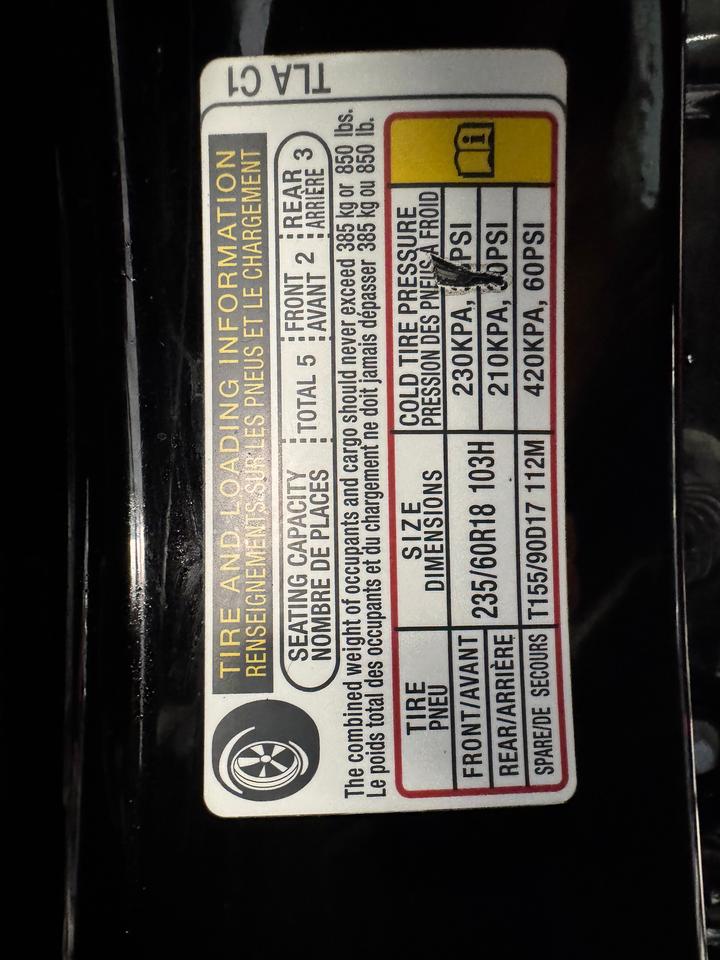 TLA C1
TIRE AND LOADING INFORMATION
RENSEIGNEMENTS SUR LES PNEUS ET LE CHARGEMENT
SEATING CAPACITY TOTAL 5 FRONT 2 REAR 3
NOMBRE DE PLACES AVANT ARRIÈRE
The combined weight of occupants and cargo should never exceed 385 kg or 850 lbs.
Le poids total des occupants et du chargement ne doit jamais dépasser 385 kg ou 850 lb.
TIRE SIZE COLD TIRE PRESSURE
PNEU DIMENSIONS PRESSION DES PNEUS À FROID
FRONT/AVANT 235/60R18 103H 230KPA, PSI
REAR/ARRIÈRE 210KPA, PSI
SPARE/DE SECOURS T155/90D17 112M 420KPA, 60PSI